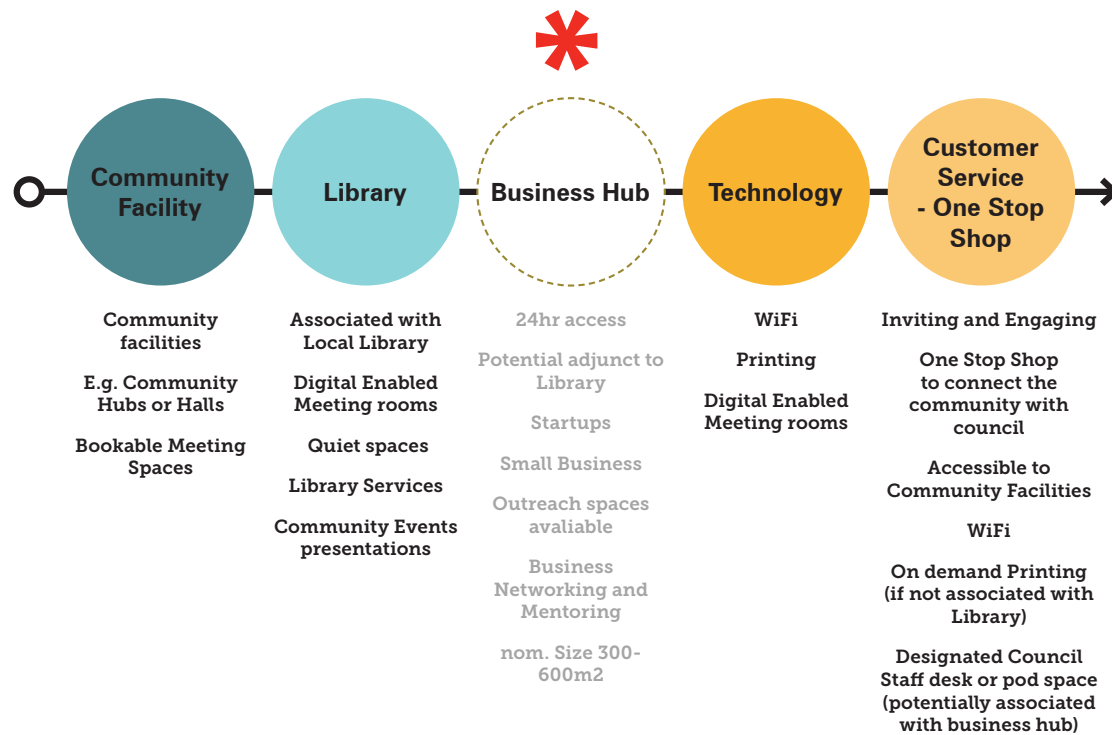 Community
Facility
Library
Business Hub
Technology
Customer
Service
- One Stop
Shop
Community
facilities
E.g. Community
Hubs or Halls
Bookable Meeting
Spaces
Associated with
Local Library
Digital Enabled
Meeting rooms
Quiet spaces
Library Services
Community Events
presentations
24hr access
Potential adjunct to
Library
Startups
Small Business
Outreach spaces
avaliable
Business
Networking and
Mentoring
nom. Size 300-
600m2
WiFi
Printing
Digital Enabled
Meeting rooms
Inviting and Engaging
One Stop Shop
to connect the
community with
council
Accessible to
Community Facilities
WiFi
On demand Printing
(if not associated with
Library)
Designated Council
Staff desk or pod space
(potentially associated
with business hub)